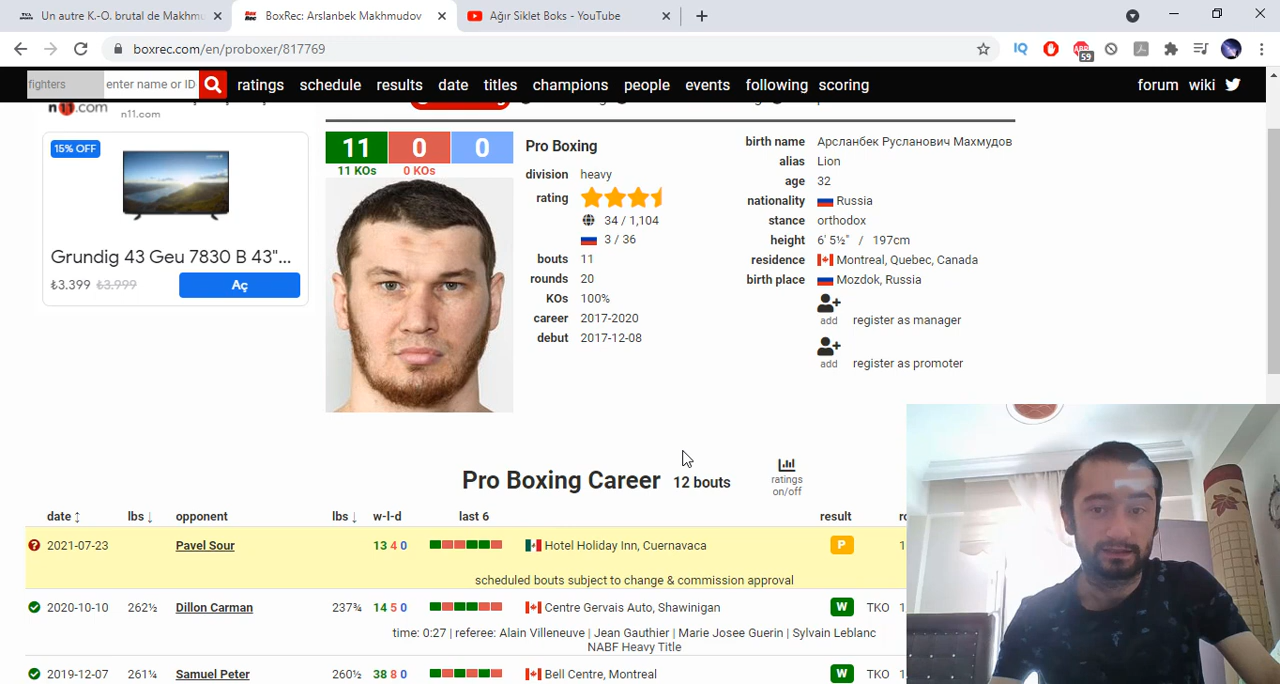 Un autre K.-O. brutal de Makhmu
BoxRec: Arslanbek Makhmudov
Ağır Siklet Boks - YouTube
boxrec.com/en/proboxer/817769
IQ
ABP
59
fighters
enter name or ID
ratings schedule results date titles champions people events following scoring
forum wiki
n11.com
n11.com
15% OFF
Grundig 43 Geu 7830 B 43"...
₺3.399 ₺3.999 Aç
11 0 0
11 KOs 0 KOs
Pro Boxing
division heavy
rating
34 / 1,104
3 / 36
bouts 11
rounds 20
KOs 100%
career 2017-2020
debut 2017-12-08
birth name Арсланбек Русланович Махмудов
alias Lion
age 32
nationality Russia
stance orthodox
height 6′ 5½″ / 197cm
residence Montreal, Quebec, Canada
birth place Mozdok, Russia
add register as manager
add register as promoter
Pro Boxing Career 12 bouts
ratings
on/off
date lbs opponent lbs w-l-d last 6 result
2021-07-23 Pavel Sour 13 4 0 Hotel Holiday Inn, Cuernavaca P
scheduled bouts subject to change & commission approval
2020-10-10 262½ Dillon Carman 237¾ 14 5 0 Centre Gervais Auto, Shawinigan W TKO
time: 0:27 | referee: Alain Villeneuve | Jean Gauthier | Marie Josee Guerin | Sylvain Leblanc
NABF Heavy Title
2019-12-07 261¼ Samuel Peter 260½ 38 8 0 Bell Centre, Montreal W TKO